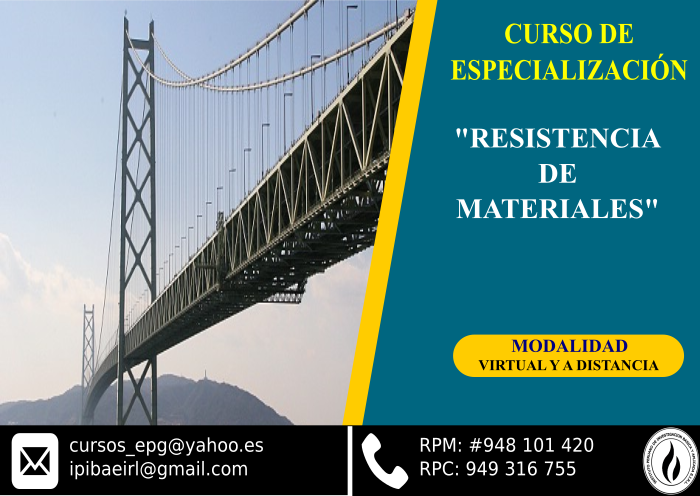 CURSO DE
ESPECIALIZACIÓN
"RESISTENCIA
DE
MATERIALES"
MODALIDAD
VIRTUAL Y A DISTANCIA
cursos_epg@yahoo.es
ipibaeirl@gmail.com
RPM: #948 101 420
RPC: 949 316 755